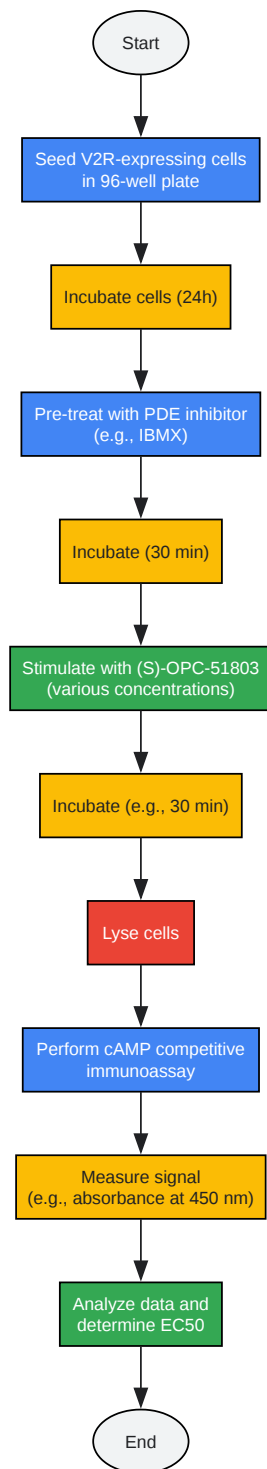 Start
Seed V2R-expressing cells
in 96-well plate
Incubate cells (24h)
Pre-treat with PDE inhibitor
(e.g., IBMX)
Incubate (30 min)
Stimulate with (S)-OPC-51803
(various concentrations)
Incubate (e.g., 30 min)
Lyse cells
Perform cAMP competitive
immunoassay
Measure signal
(e.g., absorbance at 450 nm)
Analyze data and
determine EC50
End